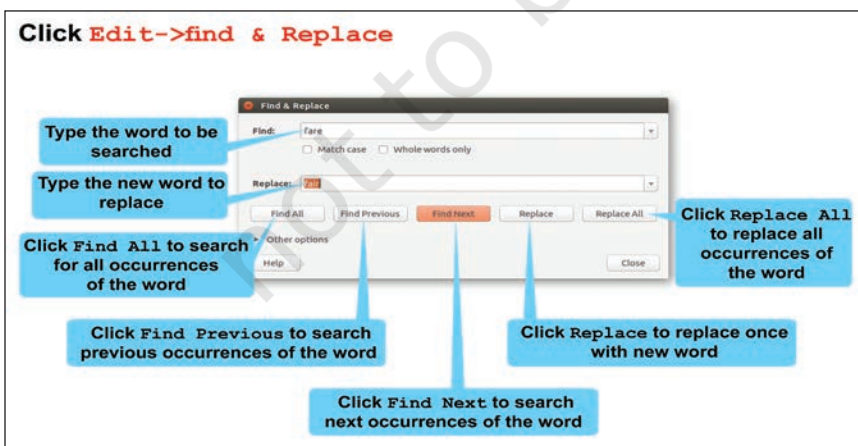 Click Edit->find & Replace
Find & Replace
Type the word to be
searched
Find: fare
Match case Whole words only
Type the new word to
replace
Replace: fair
Find All Find Previous Find Next Replace Replace All
Click Replace All
to replace all
occurrences of
the word
Click Find All to search
for all occurrences
of the word
Other options
Help Close
Click Find Previous to search
previous occurrences of the word
Click Replace to replace once
with new word
Click Find Next to search
next occurrences of the word
not to b